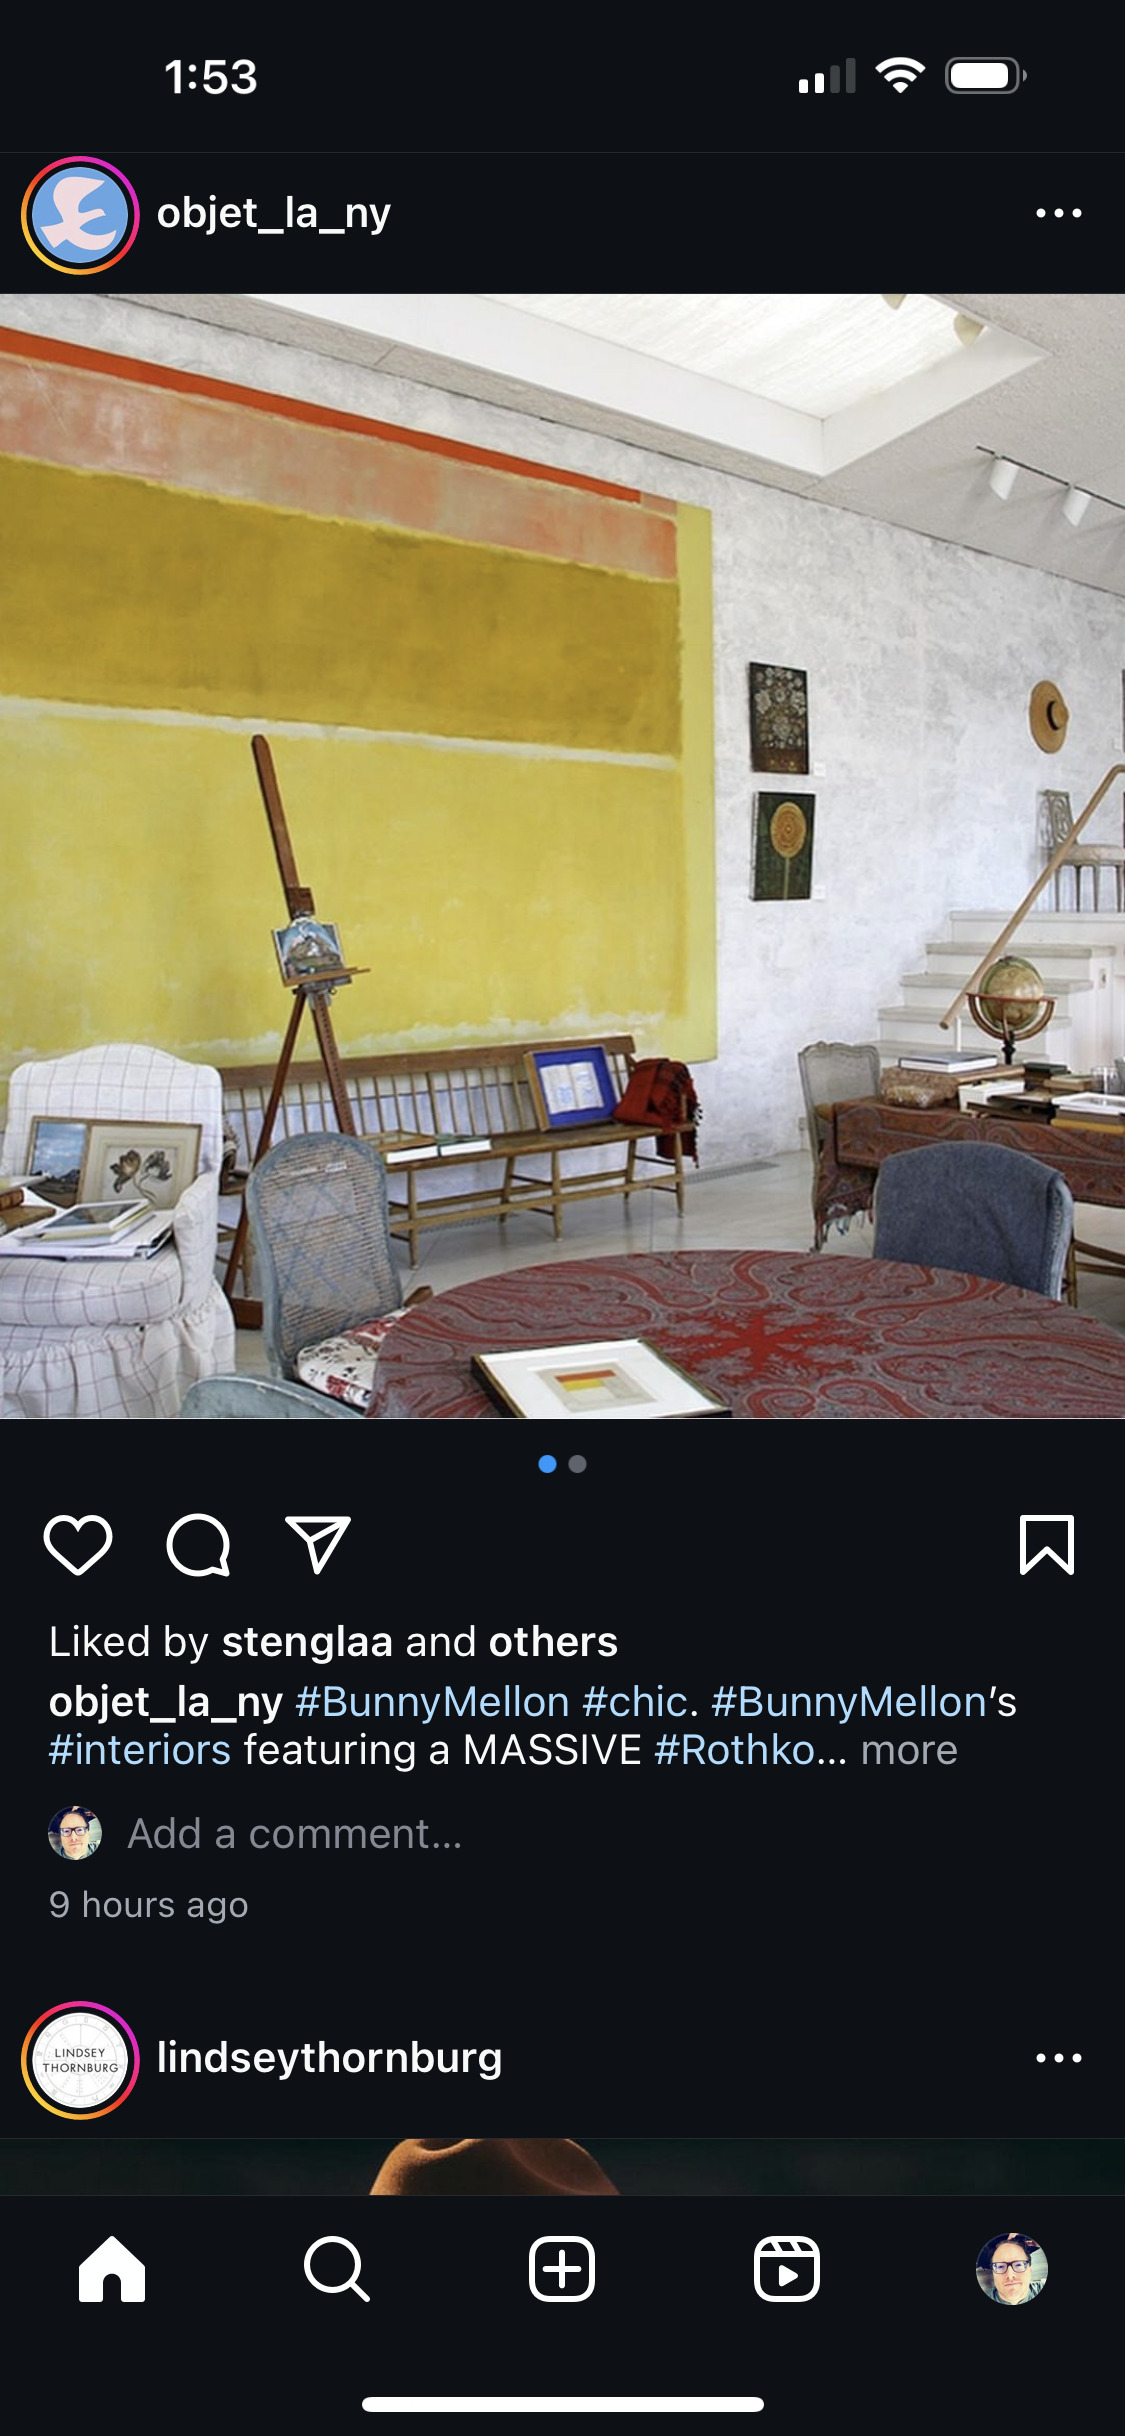 1:53
objet_la_ny
Liked by stenglaa and others
objet_la_ny #BunnyMellon #chic. #BunnyMellon’s
#interiors featuring a MASSIVE #Rothko... more
Add a comment...
9 hours ago
LINDSEY
THORNBURG
lindseythornburg